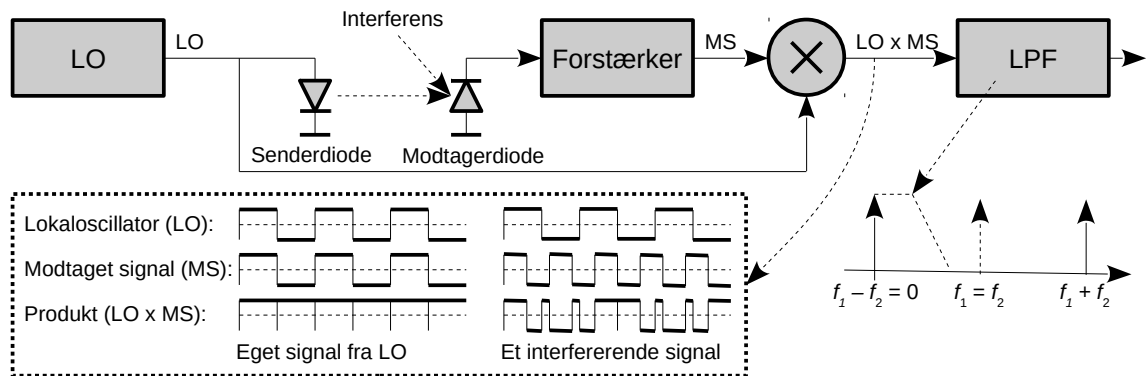 Interferens
LO
LO
Forstærker
MS
LO x MS
LPF
Senderdiode
Modtagerdiode
Lokaloscillator (LO):
Modtaget signal (MS):
Produkt (LO x MS):
Eget signal fra LO
Et interfererende signal
f1 – f2 = 0
f1 = f2
f1 + f2